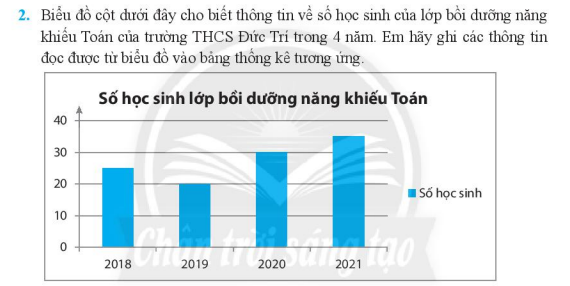 2. Biểu đồ cột dưới đây cho biết thông tin về số học sinh của lớp bồi dưỡng năng
khiếu Toán của trường THCS Đức Trí trong 4 năm. Em hãy ghi các thông tin
đọc được từ biểu đồ vào bảng thống kê tương ứng.
Số học sinh lớp bồi dưỡng năng khiếu Toán
40
30
20
10
0
Số học sinh
2018 2019 2020 2021
Chân trời sáng tạo